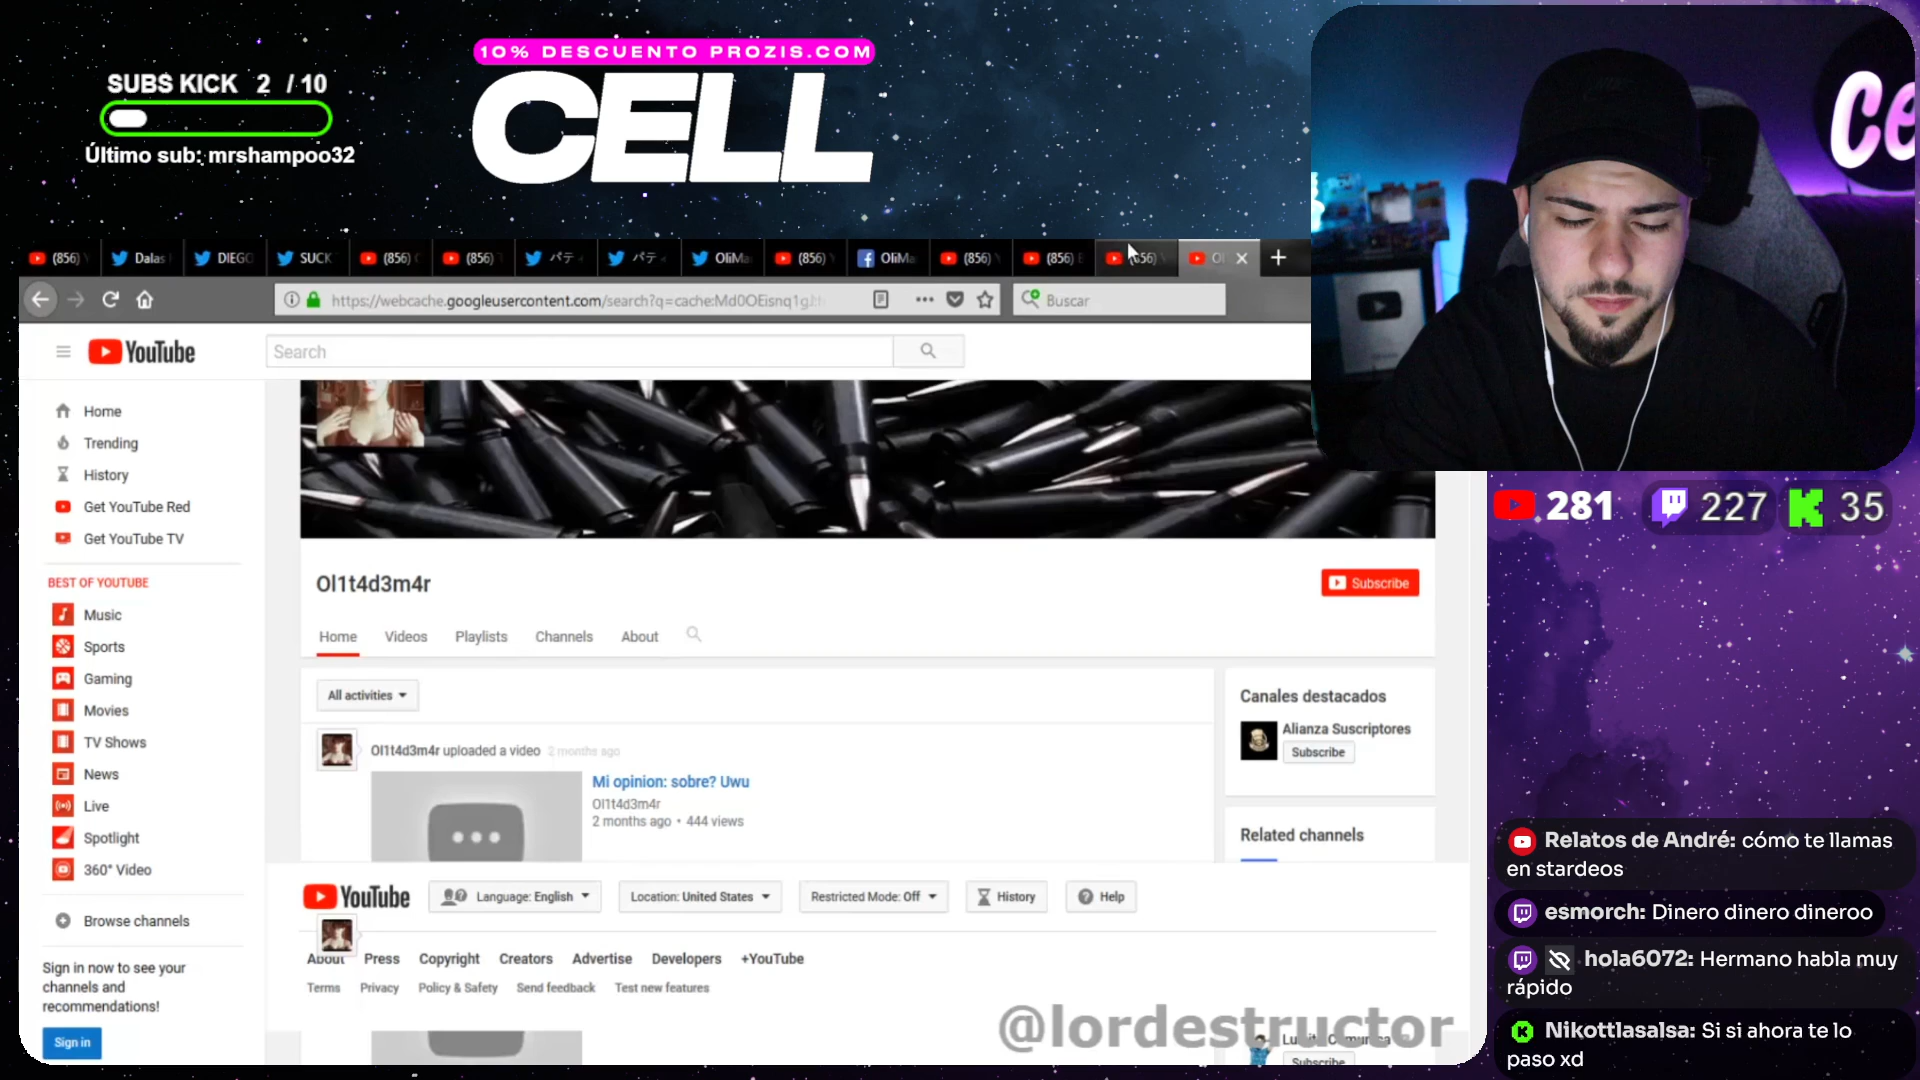 10% DESCUENTO PROZIS.COM
CELL
SUBS KICK 2 / 10
Último sub: mrshampoo32
(856)
Dalas
DIEGO
SUCK
(856)
(856)
OliMa
(856)
OliMa
(856)
(856)
https://webcache.googleusercontent.com/search?q=cache:Md0OEisnq1gJ:
Buscar
YouTube
Search
Home
Trending
History
Get YouTube Red
Get YouTube TV
BEST OF YOUTUBE
Music
Sports
Gaming
Movies
TV Shows
News
Live
Spotlight
360° Video
Browse channels
Sign in now to see your
channels and
recommendations!
Sign in
Ol1t4d3m4r
Subscribe
Home Videos Playlists Channels About
All activities
Ol1t4d3m4r uploaded a video 2 months ago
Mi opinion: sobre? Uwu
Ol1t4d3m4r
2 months ago • 444 views
Canales destacados
Alianza Suscriptores
Subscribe
Related channels
YouTube
Language: English
Location: United States
Restricted Mode: Off
History
Help
About Press Copyright Creators Advertise Developers +YouTube
Terms Privacy Policy & Safety Send feedback Test new features
@lordestructor
Subscribe
281
227
35
Relatos de André: cómo te llamas
en stardeos
esmorch: Dinero dinero dineroo
hola6072: Hermano habla muy
rápido
Nikottlasalsa: Si si ahora te lo
paso xd